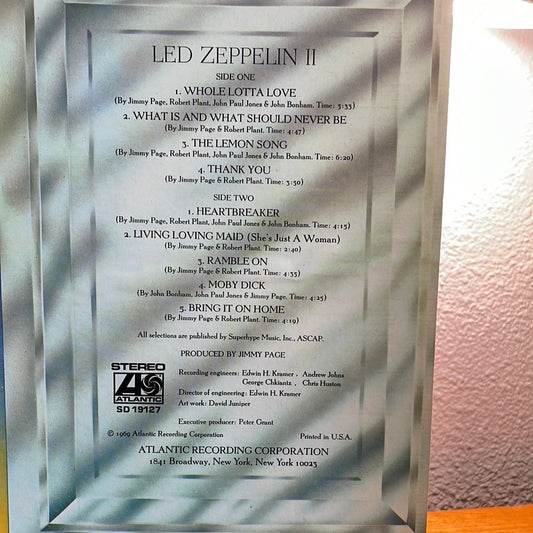 LED ZEPPELIN II
SIDE ONE
1. WHOLE LOTTA LOVE
(By Jimmy Page, Robert Plant, John Paul Jones & John Bonham. Time: 5:33)
2. WHAT IS AND WHAT SHOULD NEVER BE
(By Jimmy Page & Robert Plant. Time: 4:47)
3. THE LEMON SONG
(By Jimmy Page, Robert Plant, John Paul Jones & John Bonham. Time: 6:20)
4. THANK YOU
(By Jimmy Page & Robert Plant. Time: 3:50)
SIDE TWO
1. HEARTBREAKER
(By Jimmy Page, Robert Plant, John Paul Jones & John Bonham. Time: 4:15)
2. LIVING LOVING MAID (She's Just A Woman)
(By Jimmy Page & Robert Plant. Time: 2:40)
3. RAMBLE ON
(By Jimmy Page & Robert Plant. Time: 4:35)
4. MOBY DICK
(By John Bonham, John Paul Jones & Jimmy Page. Time: 4:25)
5. BRING IT ON HOME
(By Jimmy Page & Robert Plant. Time: 4:19)
All selections are published by Superhype Music, Inc., ASCAP.
PRODUCED BY JIMMY PAGE
Recording engineers: Edwin H. Kramer, Andrew Johns
George Chkiantz, Chris Huston
Director of engineering: Edwin H. Kramer
Art work: David Juniper
Executive producer: Peter Grant
STEREO
ATLANTIC
SD 19127
© 1969 Atlantic Recording Corporation Printed in U.S.A.
ATLANTIC RECORDING CORPORATION
1841 Broadway, New York, New York 10023